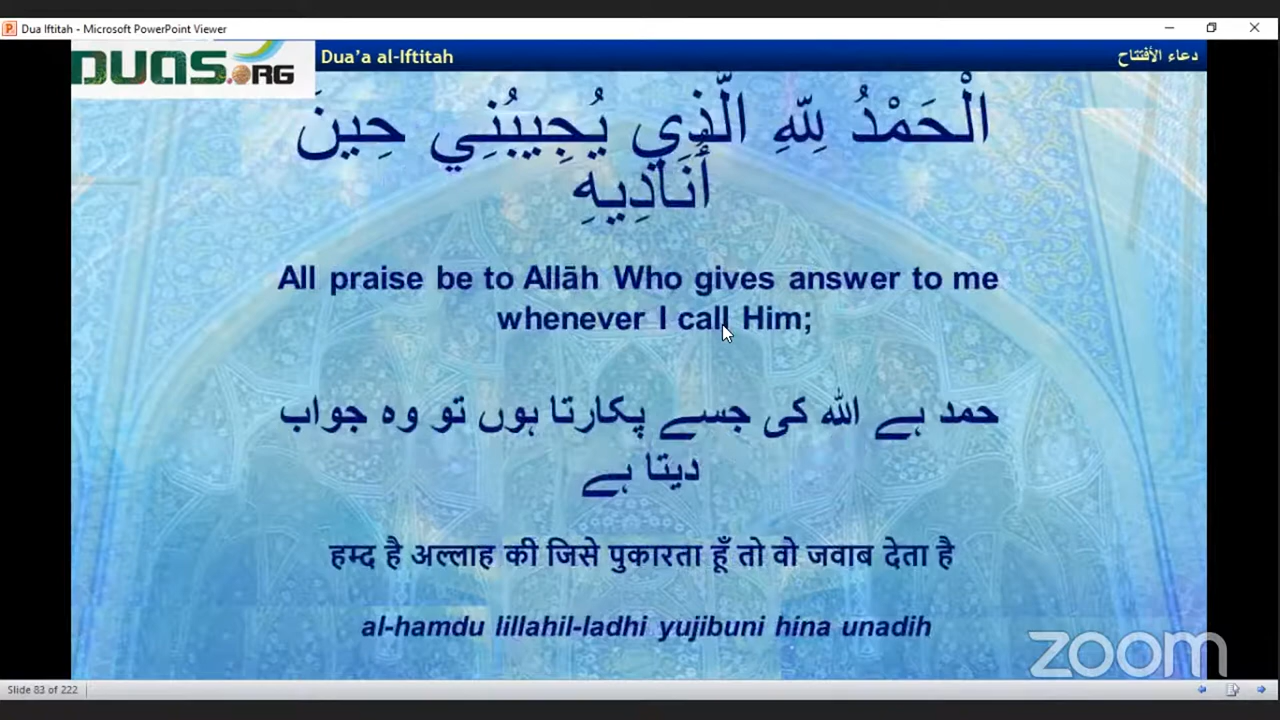 Dua Iftitah - Microsoft PowerPoint Viewer
DUAS.ORG
Dua'a al-Iftitah
دعاء الأفتتاح
الْحَمْدُ لِلّهِ الَّذِي يُجِيبُنِي حِينَ
أُنَادِيهِ
All praise be to Allāh Who gives answer to me
whenever I call Him;
حمد ہے اللہ کی جسے پکارتا ہوں تو وہ جواب
دیتا ہے
हम्द है अल्लाह की जिसे पुकारता हूँ तो वो जवाब देता है
al-hamdu lillahil-ladhi yujibuni hina unadih
zoom
Slide 83 of 222